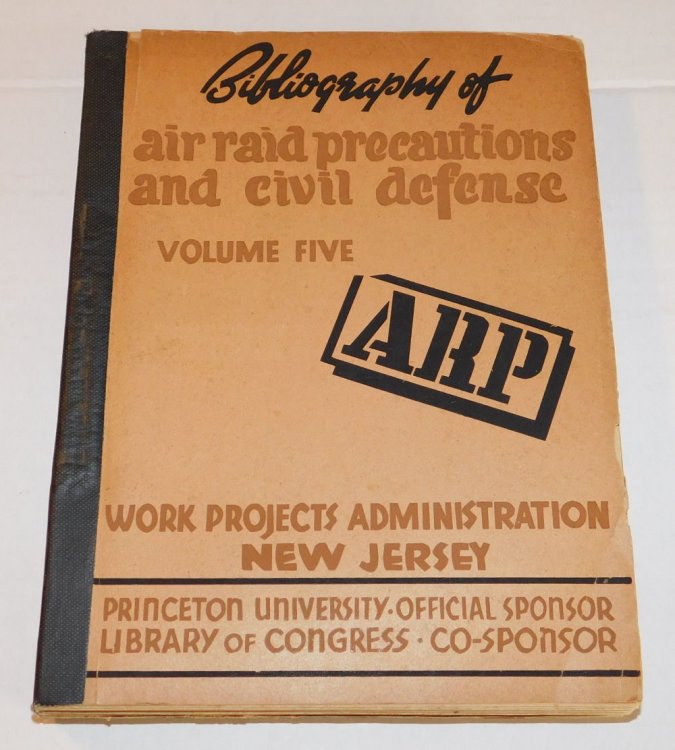 Bibliography of
air raid precautions
and civil defense
VOLUME FIVE
ARP
WORK PROJECTS ADMINISTRATION
NEW JERSEY
PRINCETON UNIVERSITY · OFFICIAL SPONSOR
LIBRARY OF CONGRESS · CO-SPONSOR